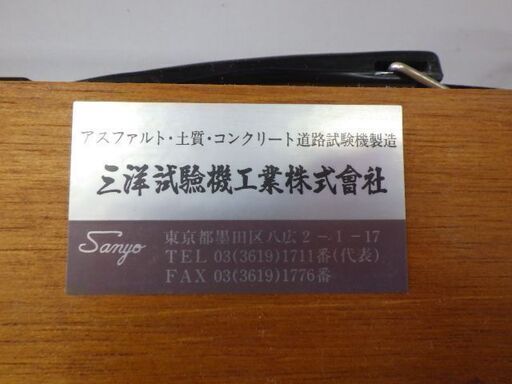 アスファルト・土質・コンクリート道路試験機製造
三洋試験機工業株式會社
Sanyo
東京都墨田区八広2-1-17
TEL 03(3619)1711番(代表)
FAX 03(3619)1776番